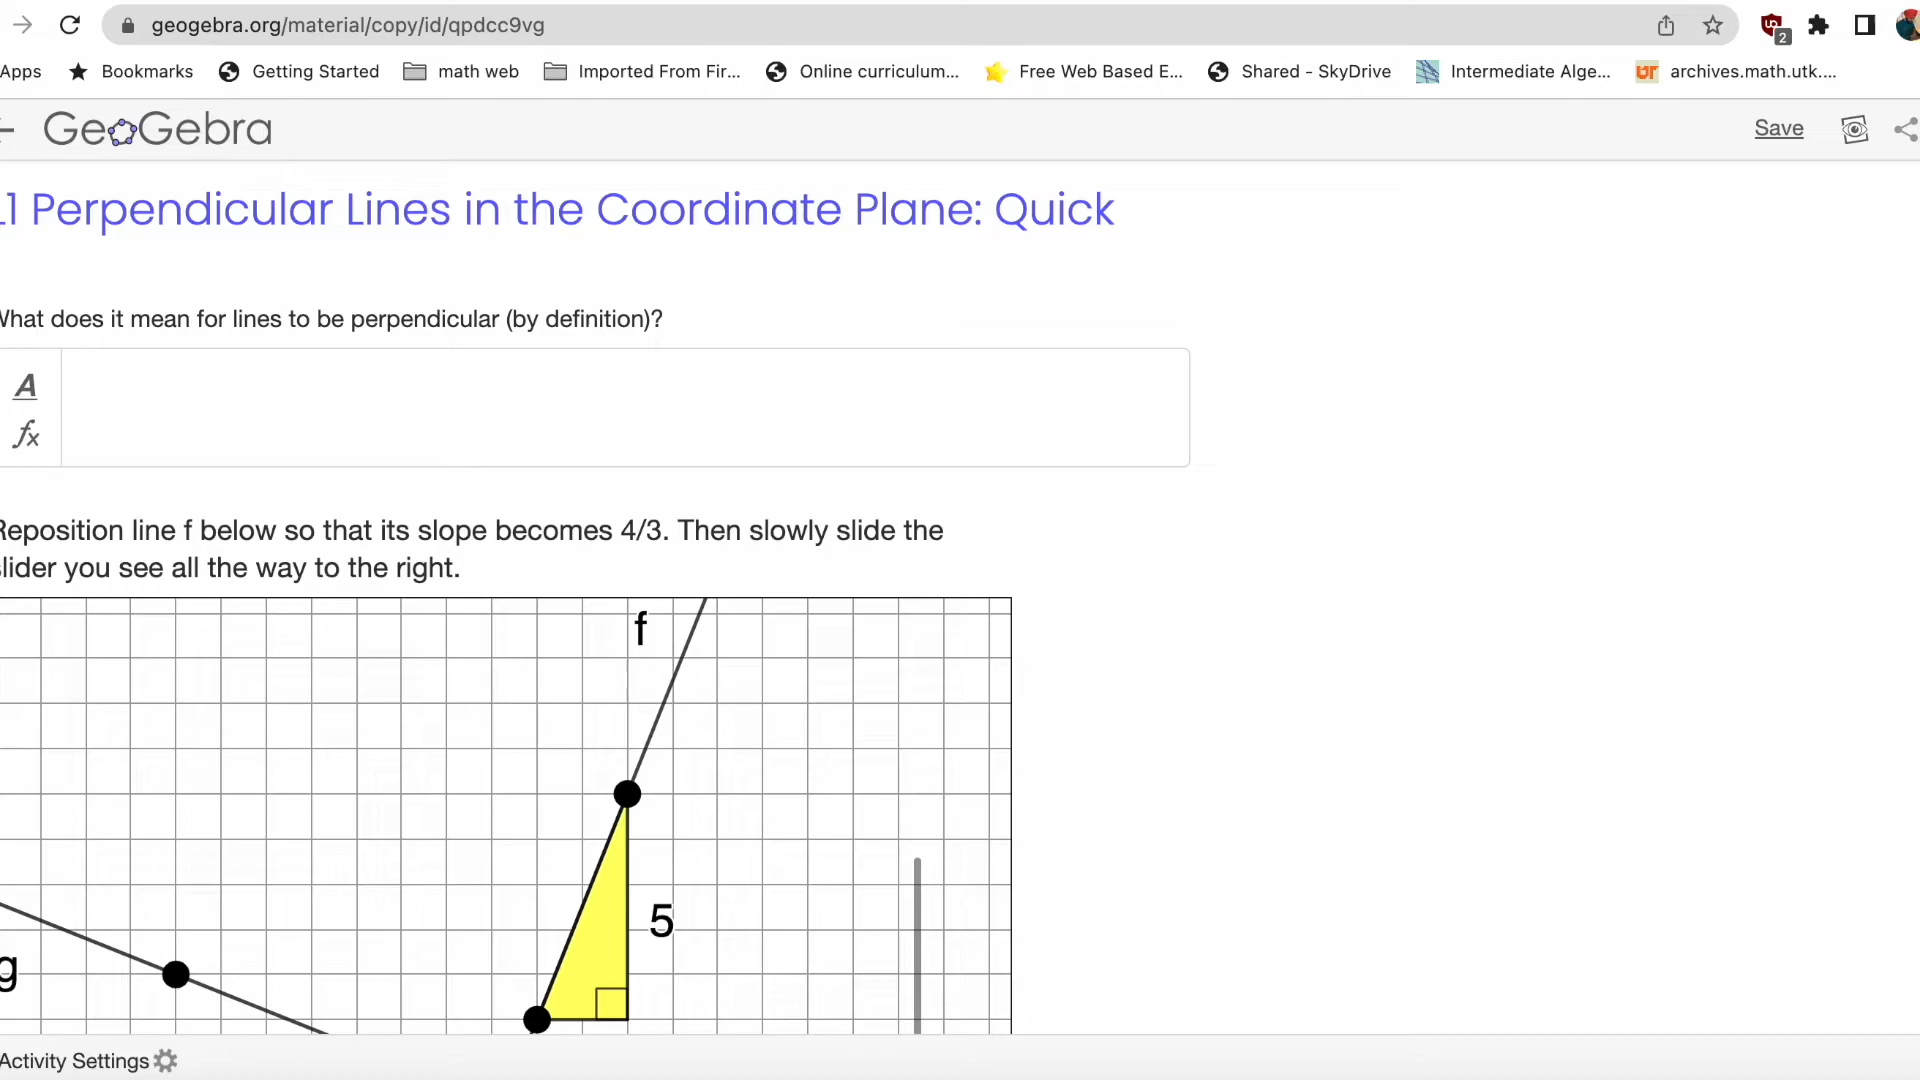 geogebra.org/material/copy/id/qpdcc9vg
2
Apps Bookmarks Getting Started math web Imported From Fir... Online curriculum... Free Web Based E... Shared - SkyDrive Intermediate Alge... archives.math.utk....
GeoGebra
Save
1 Perpendicular Lines in the Coordinate Plane: Quick
What does it mean for lines to be perpendicular (by definition)?
A
fx
Reposition line f below so that its slope becomes 4/3. Then slowly slide the
slider you see all the way to the right.
f
5
g
Activity Settings